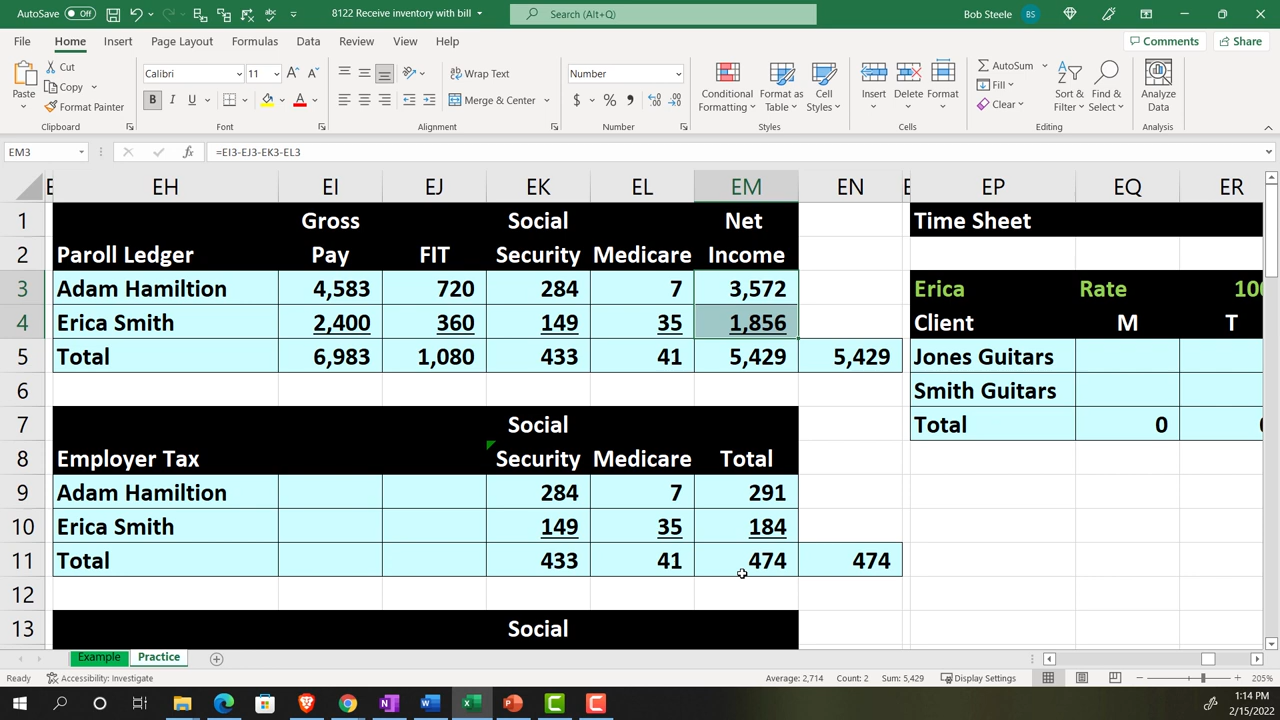 AutoSave Off 8122 Receive inventory with bill Search (Alt+Q) Bob Steele BS
File Home Insert Page Layout Formulas Data Review View Help Comments Share
Paste Cut Copy Format Painter Clipboard
Calibri 11 B I U Font
Wrap Text Merge & Center Alignment
Number $ % Number
Conditional Formatting Format as Table Cell Styles Styles
Insert Delete Format Cells
AutoSum Fill Clear Sort & Filter Find & Select Editing
Analyze Data Analysis
EM3 fx =EI3-EJ3-EK3-EL3
E EH EI EJ EK EL EM EN E EP EQ ER
1 Gross Social Net Time Sheet
2 Paroll Ledger Pay FIT Security Medicare Income
3 Adam Hamiltion 4,583 720 284 7 3,572 Erica Rate 100
4 Erica Smith 2,400 360 149 35 1,856 Client M T
5 Total 6,983 1,080 433 41 5,429 5,429 Jones Guitars
6 Smith Guitars
7 Social Total 0
8 Employer Tax Security Medicare Total
9 Adam Hamiltion 284 7 291
10 Erica Smith 149 35 184
11 Total 433 41 474 474
12
13 Social
Example Practice
Ready Accessibility: Investigate Average: 2,714 Count: 2 Sum: 5,429 Display Settings 205%
1:14 PM
2/15/2022